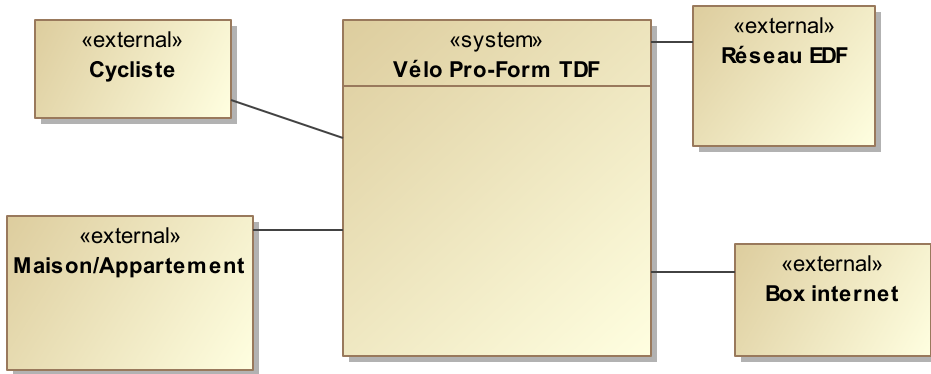 «external»
Cycliste
«system»
Vélo Pro-Form TDF
«external»
Réseau EDF
«external»
Maison/Appartement
«external»
Box internet